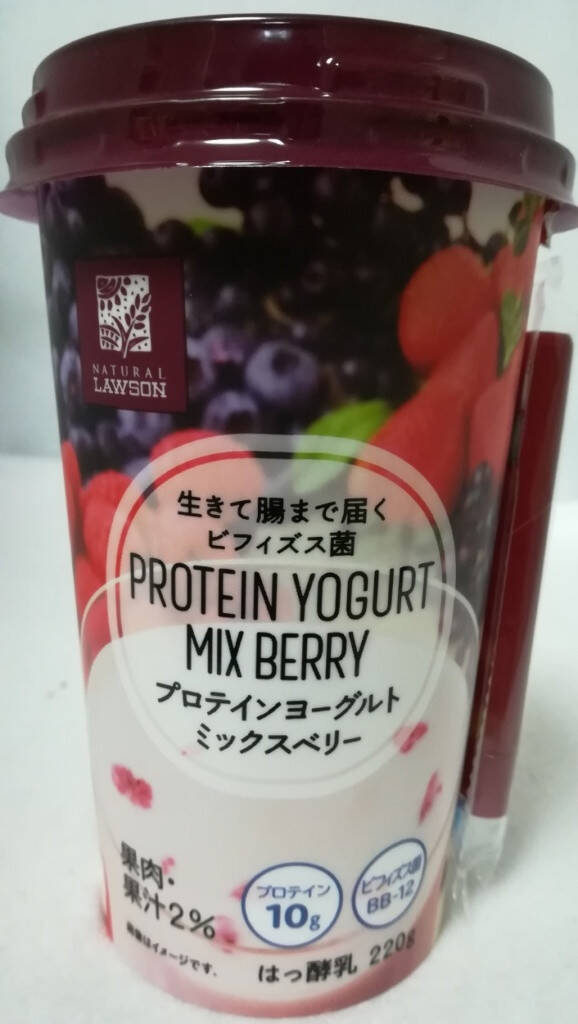 NATURAL
LAWSON
生きて腸まで届く
ビフィズス菌
PROTEIN YOGURT
MIX BERRY
プロテインヨーグルト
ミックスベリー
果肉・
果汁2%
画像はイメージです。
プロテイン
10g
ビフィズス菌
BB-12
はっ酵乳 220g